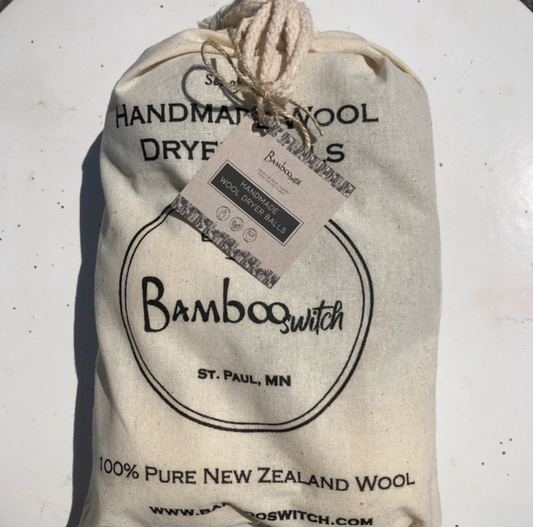 HANDMADE WOOL
DRYER BALLS
Bambooswitch
HANDMADE
WOOL DRYER BALLS
Bambooswitch
ST. PAUL, MN
100% PURE NEW ZEALAND WOOL
WWW.BAMBOOSWITCH.COM